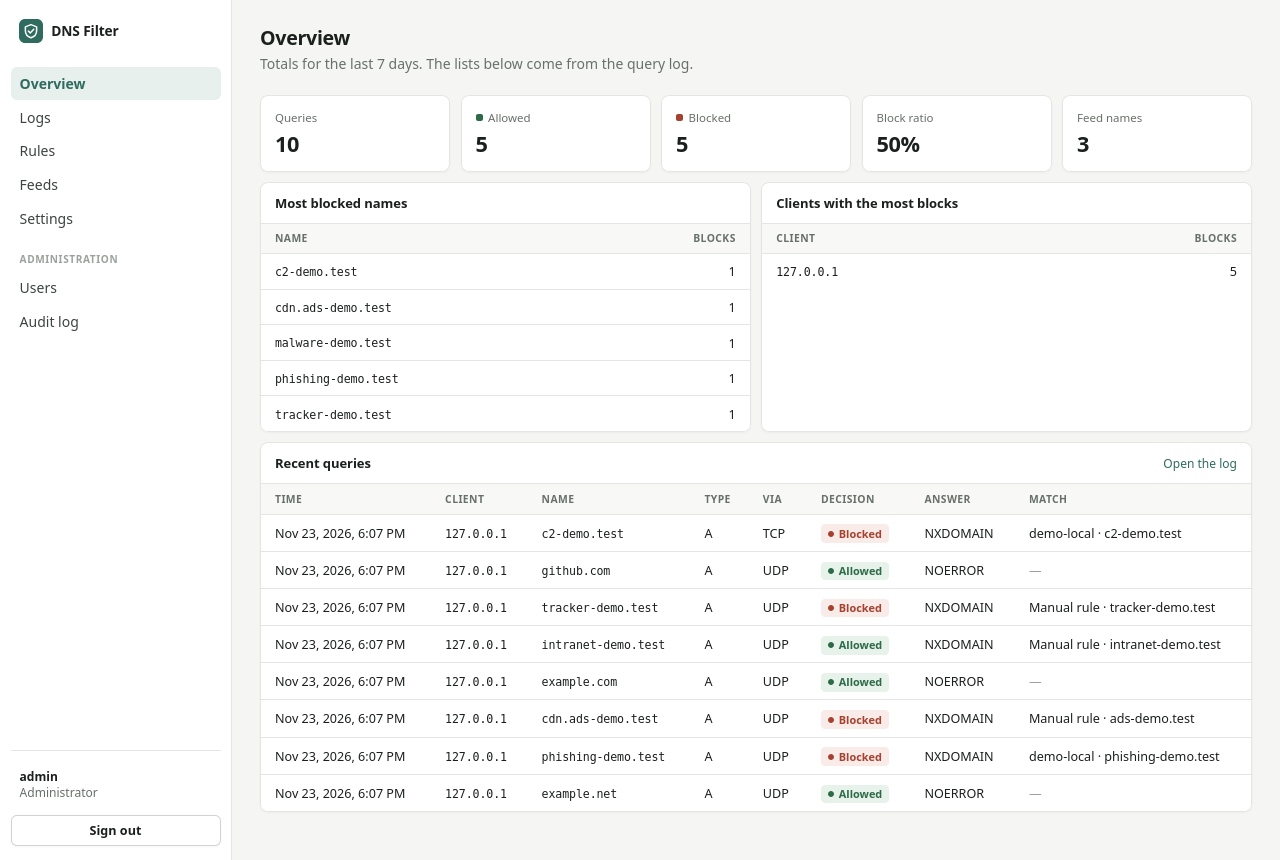 DNS Filter
Overview
Logs
Rules
Feeds
Settings
ADMINISTRATION
Users
Audit log
admin
Administrator
Sign out
Overview
Totals for the last 7 days. The lists below come from the query log.
Queries
10
Allowed
5
Blocked
5
Block ratio
50%
Feed names
3
Most blocked names
NAME BLOCKS
c2-demo.test 1
cdn.ads-demo.test 1
malware-demo.test 1
phishing-demo.test 1
tracker-demo.test 1
Clients with the most blocks
CLIENT BLOCKS
127.0.0.1 5
Recent queries Open the log
TIME CLIENT NAME TYPE VIA DECISION ANSWER MATCH
Nov 23, 2026, 6:07 PM 127.0.0.1 c2-demo.test A TCP Blocked NXDOMAIN demo-local · c2-demo.test
Nov 23, 2026, 6:07 PM 127.0.0.1 github.com A UDP Allowed NOERROR —
Nov 23, 2026, 6:07 PM 127.0.0.1 tracker-demo.test A UDP Blocked NXDOMAIN Manual rule · tracker-demo.test
Nov 23, 2026, 6:07 PM 127.0.0.1 intranet-demo.test A UDP Allowed NXDOMAIN Manual rule · intranet-demo.test
Nov 23, 2026, 6:07 PM 127.0.0.1 example.com A UDP Allowed NOERROR —
Nov 23, 2026, 6:07 PM 127.0.0.1 cdn.ads-demo.test A UDP Blocked NXDOMAIN Manual rule · ads-demo.test
Nov 23, 2026, 6:07 PM 127.0.0.1 phishing-demo.test A UDP Blocked NXDOMAIN demo-local · phishing-demo.test
Nov 23, 2026, 6:07 PM 127.0.0.1 example.net A UDP Allowed NOERROR —